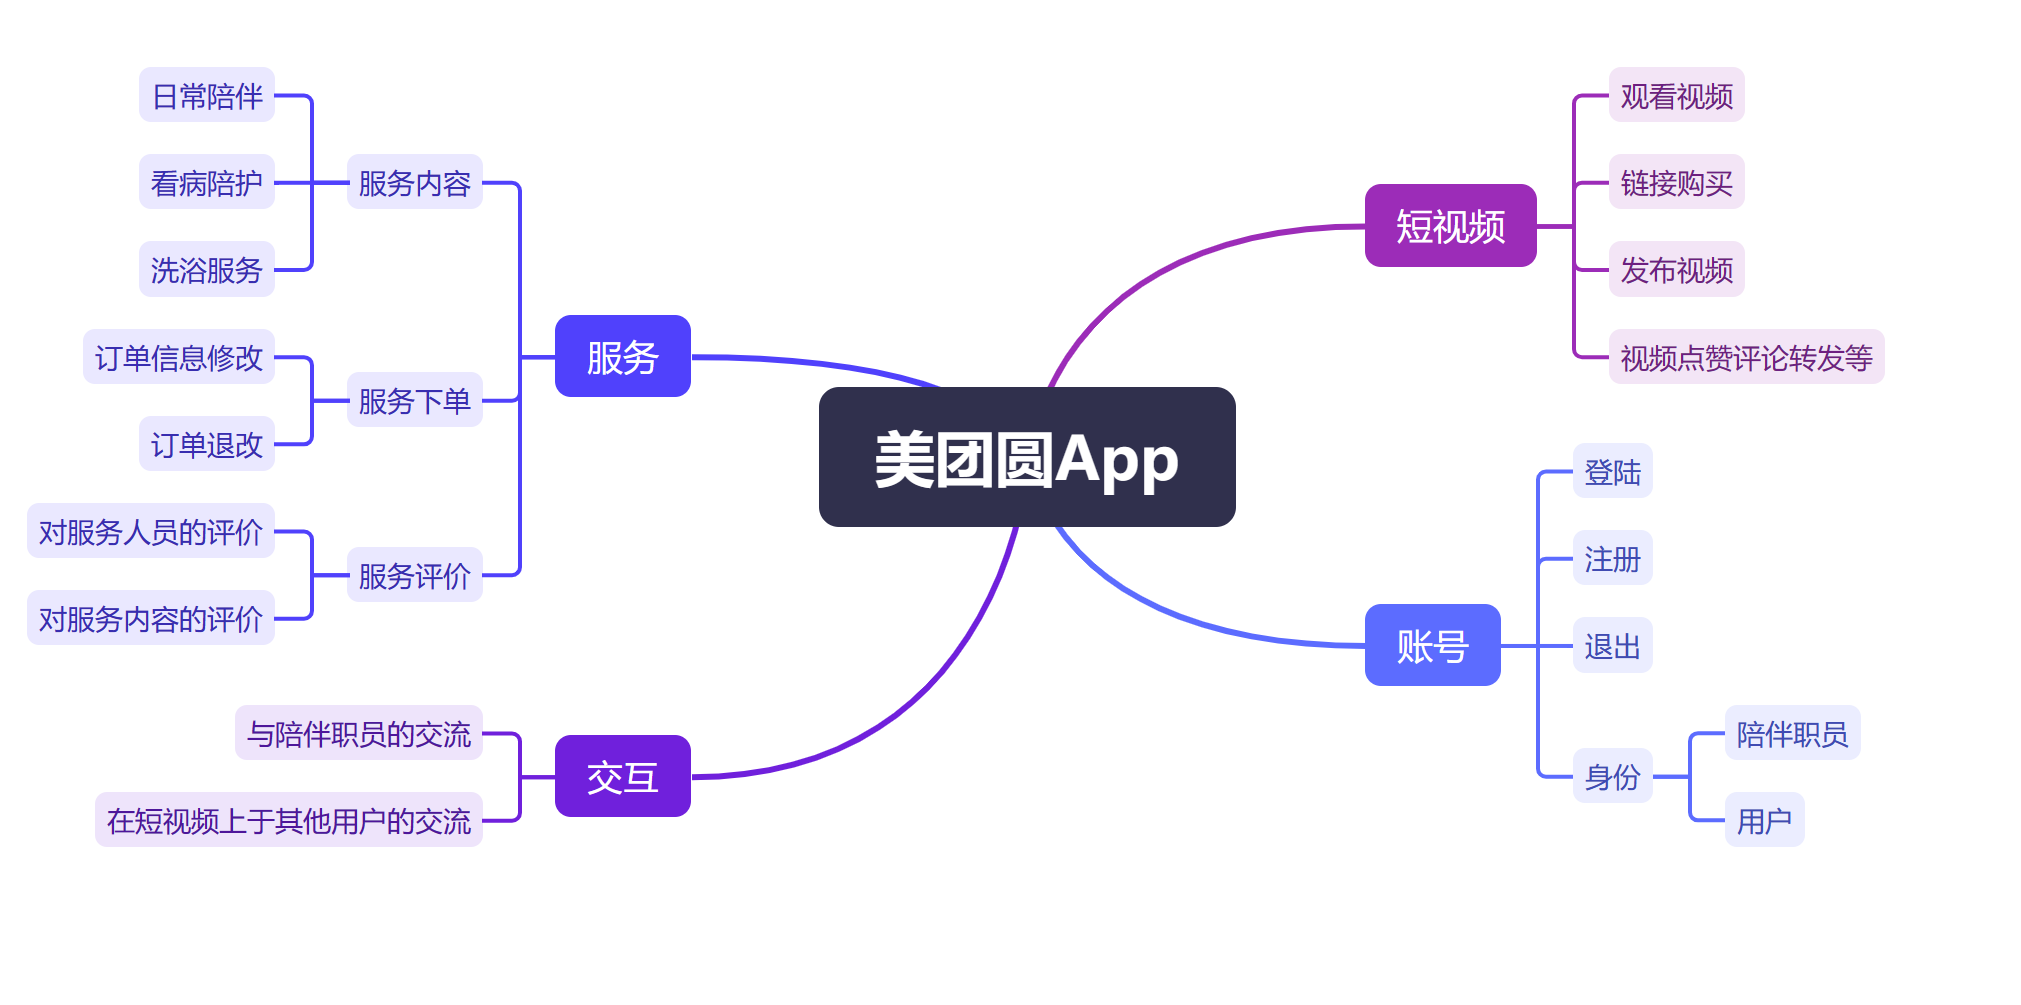 美团圆App
短视频
观看视频
链接购买
发布视频
视频点赞评论转发等
账号
登陆
注册
退出
身份
陪伴职员
用户
服务
服务内容
日常陪伴
看病陪护
洗浴服务
服务下单
订单信息修改
订单退改
服务评价
对服务人员的评价
对服务内容的评价
交互
与陪伴职员的交流
在短视频上于其他用户的交流